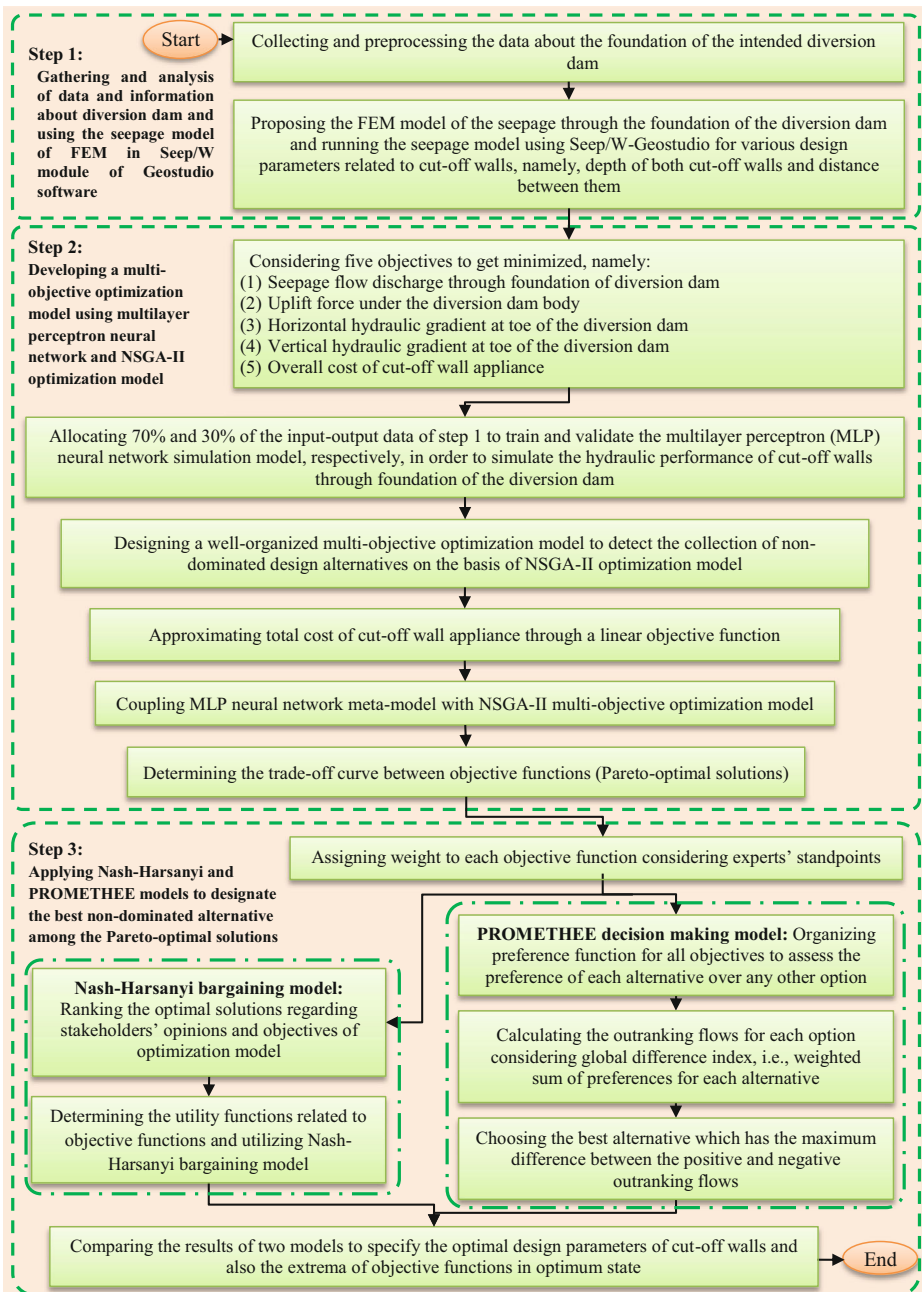 Start
Step 1:
Gathering and analysis
of data and information
about diversion dam and
using the seepage model
of FEM in Seep/W
module of Geostudio
software
Collecting and preprocessing the data about the foundation of the intended diversion
dam
Proposing the FEM model of the seepage through the foundation of the diversion dam
and running the seepage model using Seep/W-Geostudio for various design
parameters related to cut-off walls, namely, depth of both cut-off walls and distance
between them
Step 2:
Developing a multi-
objective optimization
model using multilayer
perceptron neural
network and NSGA-II
optimization model
Considering five objectives to get minimized, namely:
(1) Seepage flow discharge through foundation of diversion dam
(2) Uplift force under the diversion dam body
(3) Horizontal hydraulic gradient at toe of the diversion dam
(4) Vertical hydraulic gradient at toe of the diversion dam
(5) Overall cost of cut-off wall appliance
Allocating 70% and 30% of the input-output data of step 1 to train and validate the multilayer perceptron (MLP)
neural network simulation model, respectively, in order to simulate the hydraulic performance of cut-off walls
through foundation of the diversion dam
Designing a well-organized multi-objective optimization model to detect the collection of non-
dominated design alternatives on the basis of NSGA-II optimization model
Approximating total cost of cut-off wall appliance through a linear objective function
Coupling MLP neural network meta-model with NSGA-II multi-objective optimization model
Determining the trade-off curve between objective functions (Pareto-optimal solutions)
Step 3:
Applying Nash-Harsanyi and
PROMETHEE models to designate
the best non-dominated alternative
among the Pareto-optimal solutions
Assigning weight to each objective function considering experts' standpoints
Nash-Harsanyi bargaining model:
Ranking the optimal solutions regarding
stakeholders' opinions and objectives of
optimization model
Determining the utility functions related to
objective functions and utilizing Nash-
Harsanyi bargaining model
PROMETHEE decision making model: Organizing
preference function for all objectives to assess the
preference of each alternative over any other option
Calculating the outranking flows for each option
considering global difference index, i.e., weighted
sum of preferences for each alternative
Choosing the best alternative which has the maximum
difference between the positive and negative
outranking flows
Comparing the results of two models to specify the optimal design parameters of cut-off walls and
also the extrema of objective functions in optimum state
End